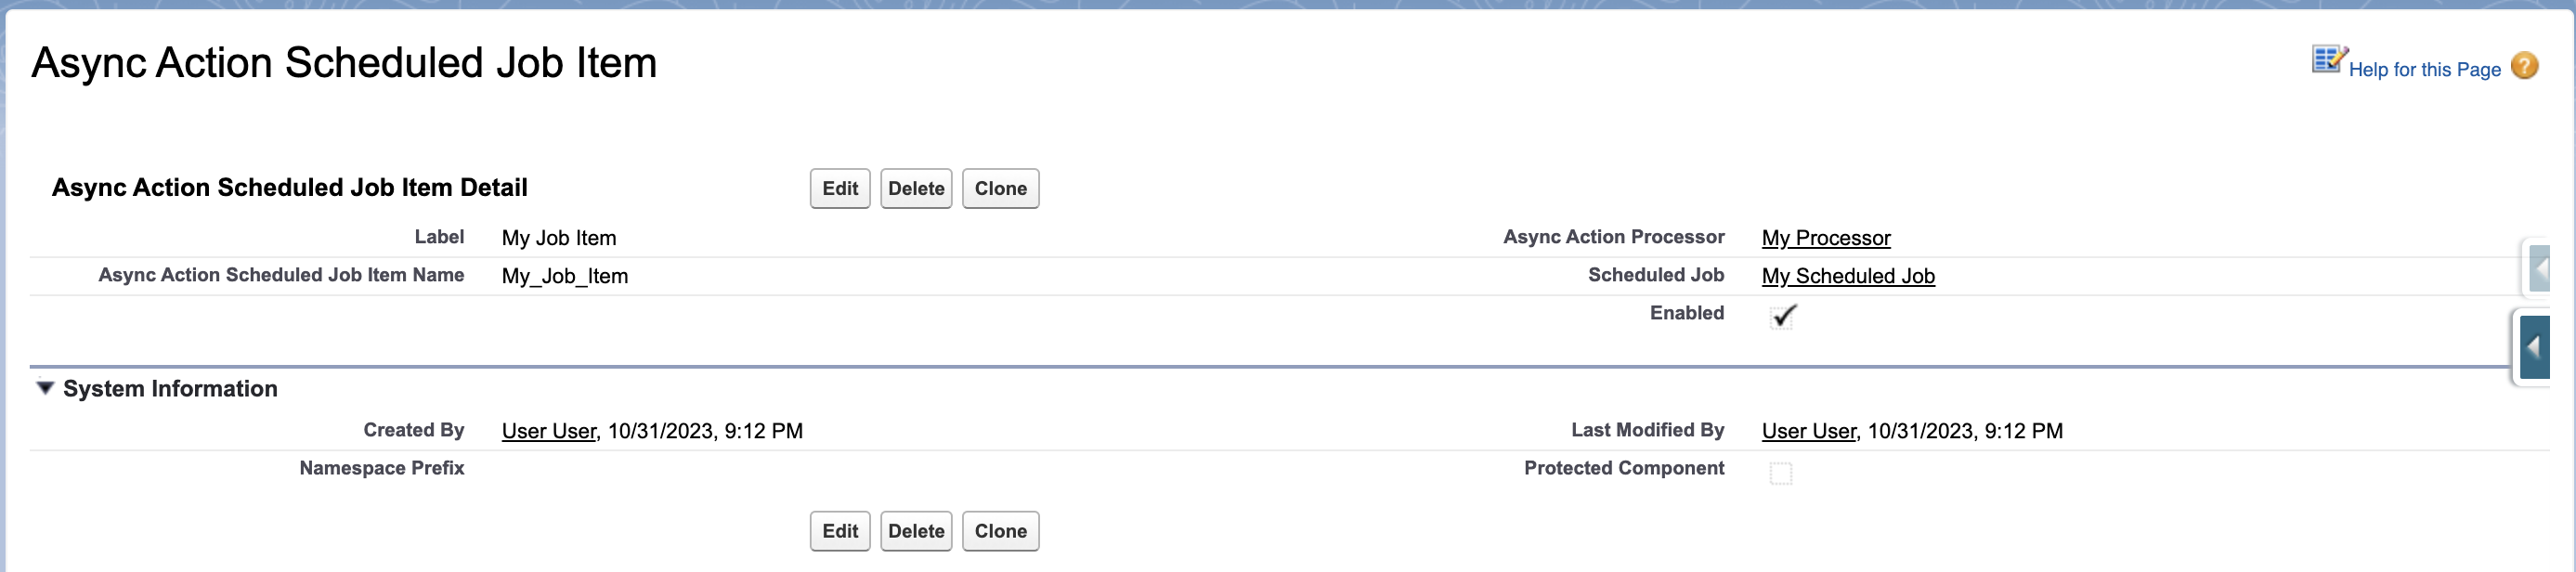 Async Action Scheduled Job Item
Help for this Page ?
Async Action Scheduled Job Item Detail
Edit Delete Clone
Label My Job Item
Async Action Processor My Processor
Async Action Scheduled Job Item Name My_Job_Item
Scheduled Job My Scheduled Job
Enabled
System Information
Created By User User, 10/31/2023, 9:12 PM
Last Modified By User User, 10/31/2023, 9:12 PM
Namespace Prefix
Protected Component
Edit Delete Clone